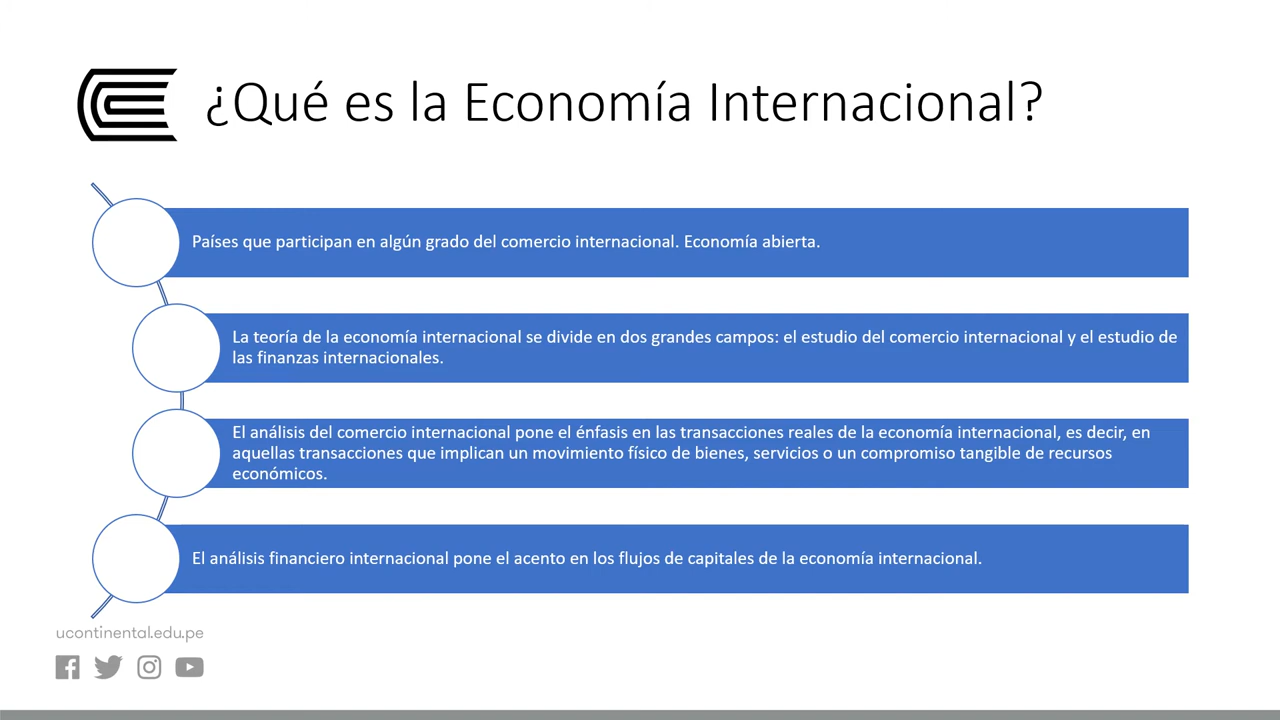 ¿Qué es la Economía Internacional?
Países que participan en algún grado del comercio internacional. Economía abierta.
La teoría de la economía internacional se divide en dos grandes campos: el estudio del comercio internacional y el estudio de
las finanzas internacionales.
El análisis del comercio internacional pone el énfasis en las transacciones reales de la economía internacional, es decir, en
aquellas transacciones que implican un movimiento físico de bienes, servicios o un compromiso tangible de recursos
económicos.
El análisis financiero internacional pone el acento en los flujos de capitales de la economía internacional.
ucontinental.edu.pe